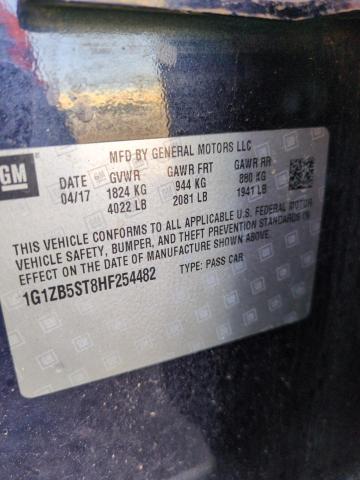 GM
MFD BY GENERAL MOTORS LLC
DATE GVWR GAWR FRT GAWR RR
04/17 1824 KG 944 KG 880 KG
4022 LB 2081 LB 1941 LB
THIS VEHICLE CONFORMS TO ALL APPLICABLE U.S. FEDERAL MOTOR
VEHICLE SAFETY, BUMPER, AND THEFT PREVENTION STANDARDS IN
EFFECT ON THE DATE OF MANUFACTURE SHOWN ABOVE.
1G1ZB5ST8HF254482 TYPE: PASS CAR